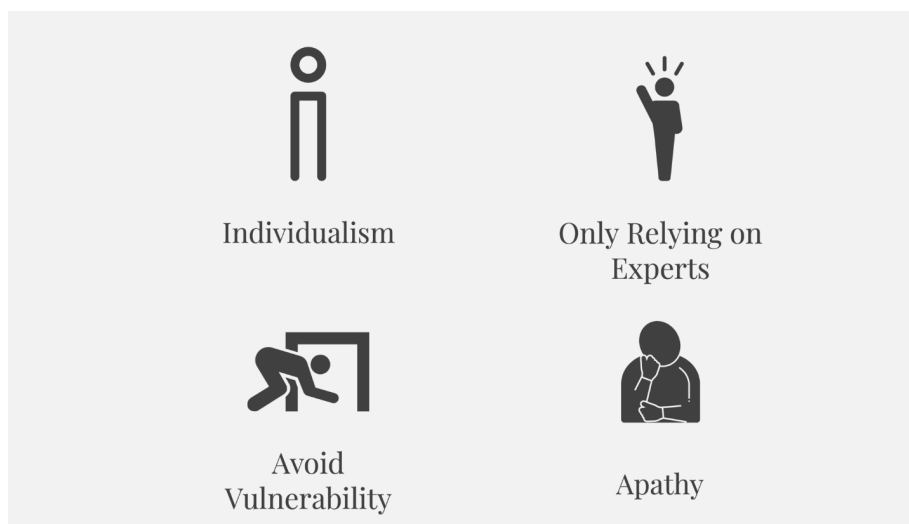 Individualism
Only Relying on
Experts
Avoid
Vulnerability
Apathy